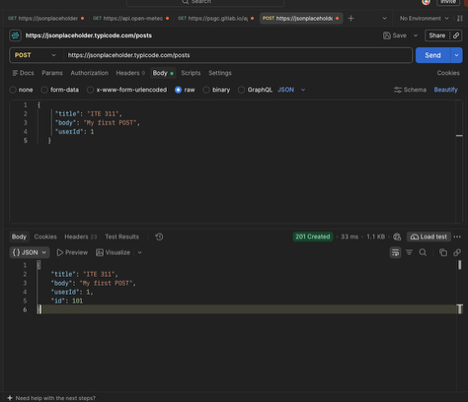 Search
Invite
https://jsonplaceholder
GET https://api.open-metec
GET https://psgc.gitlab.io/a
POST https://jsonplaceholde
No Environment
https://jsonplaceholder.typicode.com/posts
Save
Share
POST
https://jsonplaceholder.typicode.com/posts
Send
Docs Params Authorization Headers Body Scripts Settings
Cookies
none form-data x-www-form-urlencoded raw binary GraphQL JSON
Schema Beautify
1 {
2 "title": "ITE 311",
3 "body": "My first POST",
4 "userId": 1
5 }
Body Cookies Headers 23 Test Results
201 Created · 33 ms · 1.1 KB
Load test
{} JSON Preview Visualize
1 {
2 "title": "ITE 311",
3 "body": "My first POST",
4 "userId": 1,
5 "id": 101
6 }
Need help with the next steps?